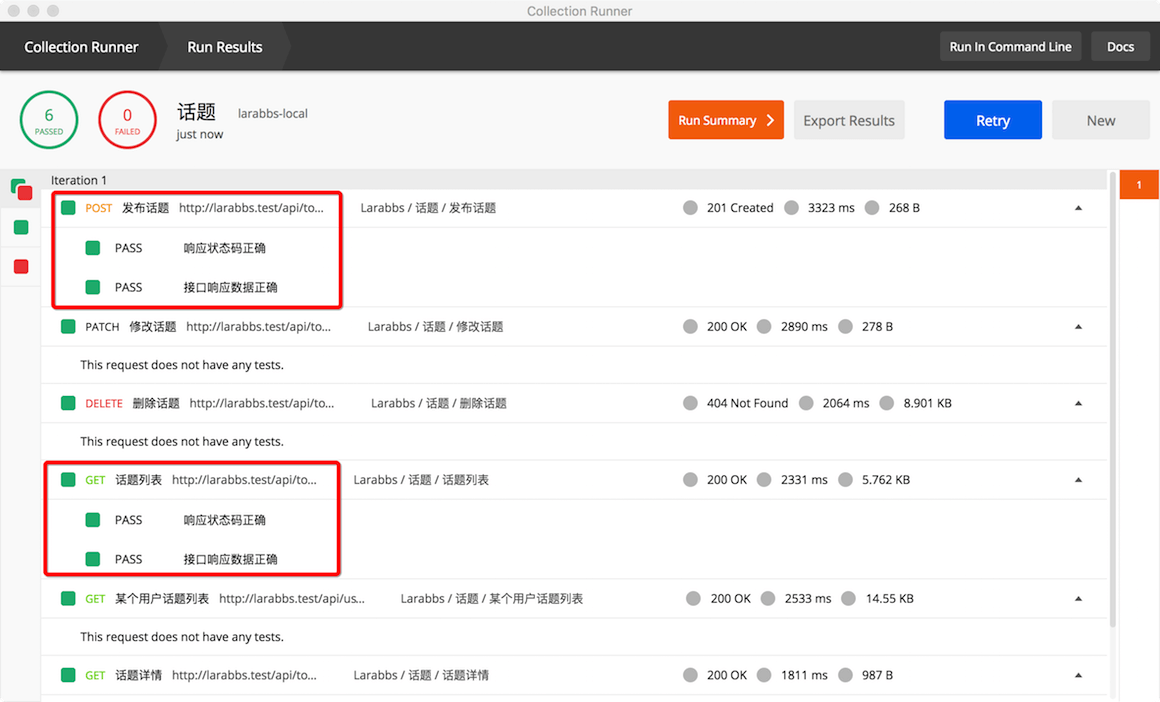 Collection Runner
Collection Runner Run Results Run In Command Line Docs
6 PASSED 0 FAILED 话题 larabbs-local just now Run Summary Export Results Retry New
Iteration 1 1
POST 发布话题 http://larabbs.test/api/to... Larabbs / 话题 / 发布话题 201 Created 3323 ms 268 B
PASS 响应状态码正确
PASS 接口响应数据正确
PATCH 修改话题 http://larabbs.test/api/to... Larabbs / 话题 / 修改话题 200 OK 2890 ms 278 B
This request does not have any tests.
DELETE 删除话题 http://larabbs.test/api/to... Larabbs / 话题 / 删除话题 404 Not Found 2064 ms 8.901 KB
This request does not have any tests.
GET 话题列表 http://larabbs.test/api/to... Larabbs / 话题 / 话题列表 200 OK 2331 ms 5.762 KB
PASS 响应状态码正确
PASS 接口响应数据正确
GET 某个用户话题列表 http://larabbs.test/api/us... Larabbs / 话题 / 某个用户话题列表 200 OK 2533 ms 14.55 KB
This request does not have any tests.
GET 话题详情 http://larabbs.test/api/to... Larabbs / 话题 / 话题详情 200 OK 1811 ms 987 B